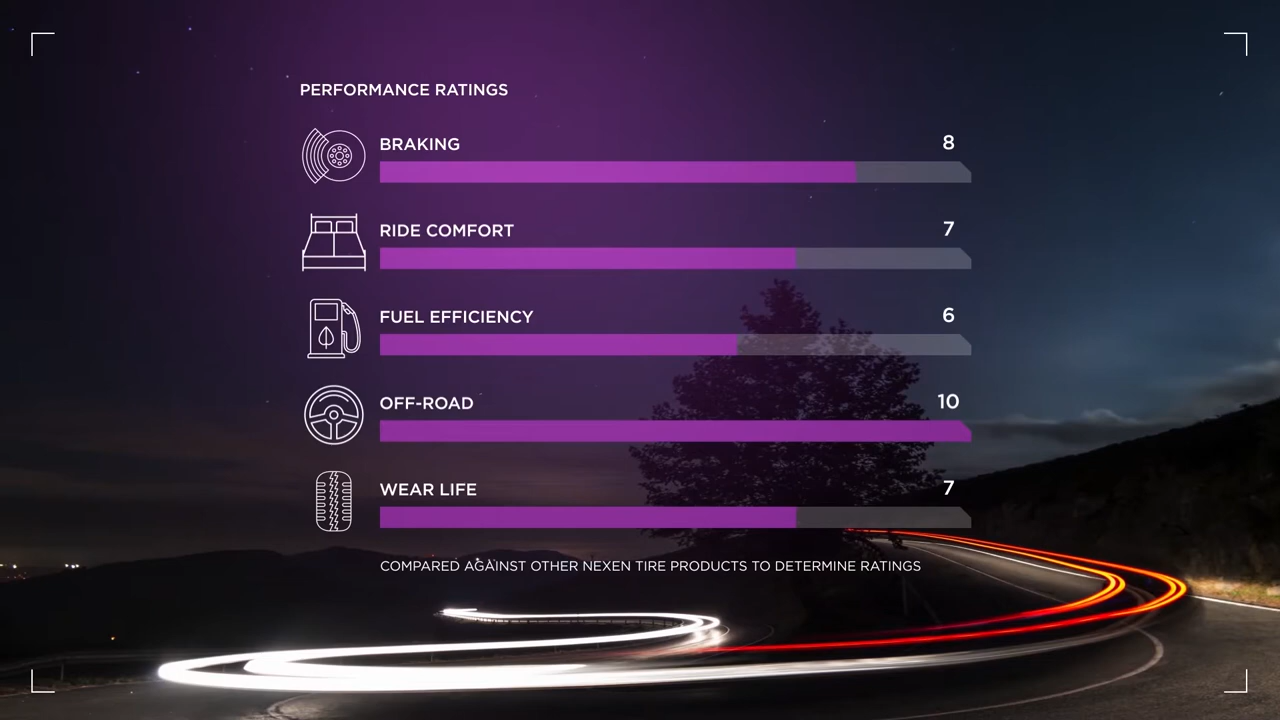 PERFORMANCE RATINGS
BRAKING 8
RIDE COMFORT 7
FUEL EFFICIENCY 6
OFF-ROAD 10
WEAR LIFE 7
COMPARED AGAINST OTHER NEXEN TIRE PRODUCTS TO DETERMINE RATINGS